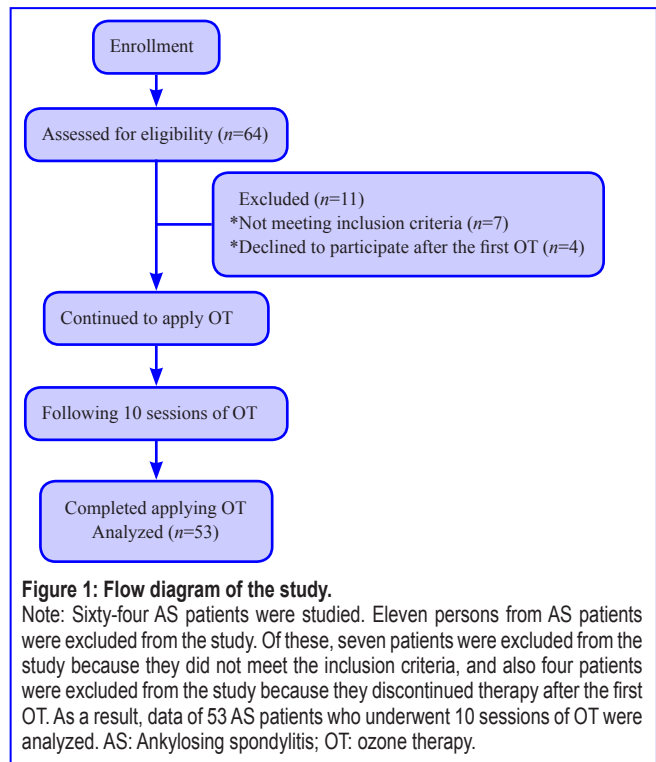 Enrollment
Assessed for eligibility (n=64)
Excluded (n=11)
*Not meeting inclusion criteria (n=7)
*Declined to participate after the first OT (n=4)
Continued to apply OT
Following 10 sessions of OT
Completed applying OT
Analyzed (n=53)
Figure 1: Flow diagram of the study.
Note: Sixty-four AS patients were studied. Eleven persons from AS patients
were excluded from the study. Of these, seven patients were excluded from the
study because they did not meet the inclusion criteria, and also four patients
were excluded from the study because they discontinued therapy after the first
OT. As a result, data of 53 AS patients who underwent 10 sessions of OT were
analyzed. AS: Ankylosing spondylitis; OT: ozone therapy.